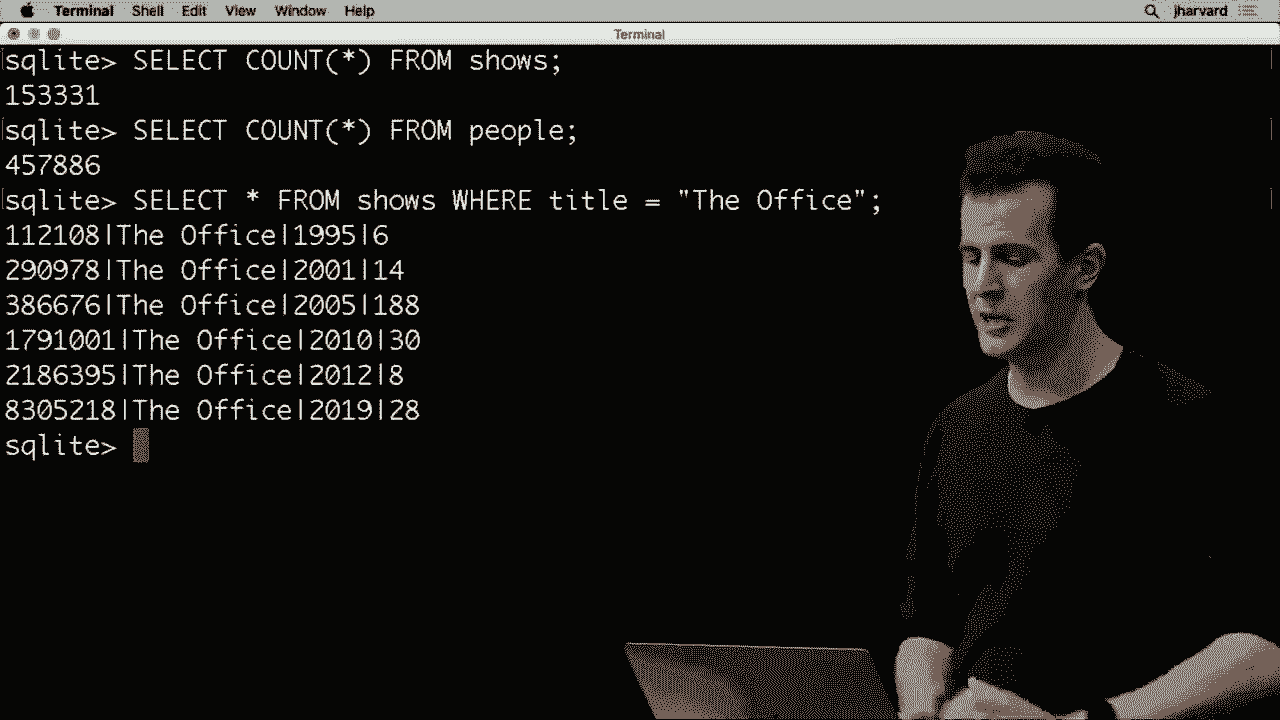 Terminal Shell Edit View Window Help jharvard
Terminal
sqlite> SELECT COUNT(*) FROM shows;
153331
sqlite> SELECT COUNT(*) FROM people;
457886
sqlite> SELECT * FROM shows WHERE title = "The Office";
112108|The Office|1995|6
290978|The Office|2001|14
386676|The Office|2005|188
1791001|The Office|2010|30
2186395|The Office|2012|8
8305218|The Office|2019|28
sqlite>